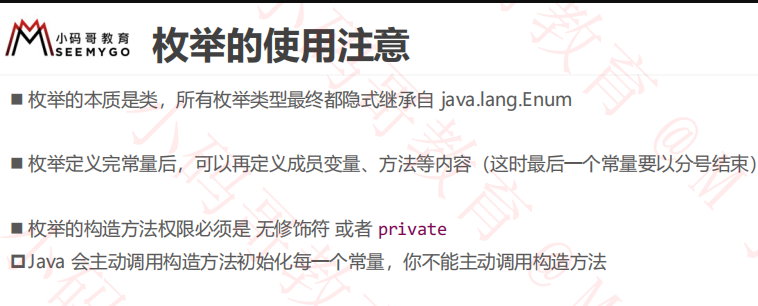 小码哥教育
SEEMYGO
枚举的使用注意
枚举的本质是类，所有枚举类型最终都隐式继承自 java.lang.Enum
枚举定义完常量后，可以再定义成员变量、方法等内容（这时最后一个常量要以分号结束）
枚举的构造方法权限必须是 无修饰符 或者 private
Java 会主动调用构造方法初始化每一个常量，你不能主动调用构造方法